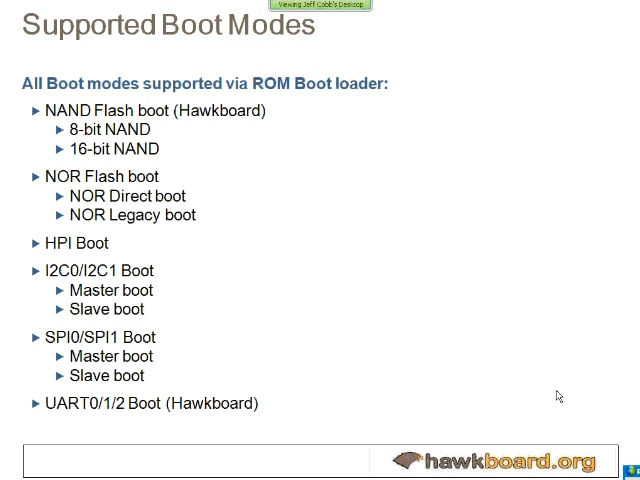 Viewing Jeff Cobb's Desktop
Supported Boot Modes
All Boot modes supported via ROM Boot loader:
NAND Flash boot (Hawkboard)
8-bit NAND
16-bit NAND
NOR Flash boot
NOR Direct boot
NOR Legacy boot
HPI Boot
I2C0/I2C1 Boot
Master boot
Slave boot
SPI0/SPI1 Boot
Master boot
Slave boot
UART0/1/2 Boot (Hawkboard)
hawkboard.org